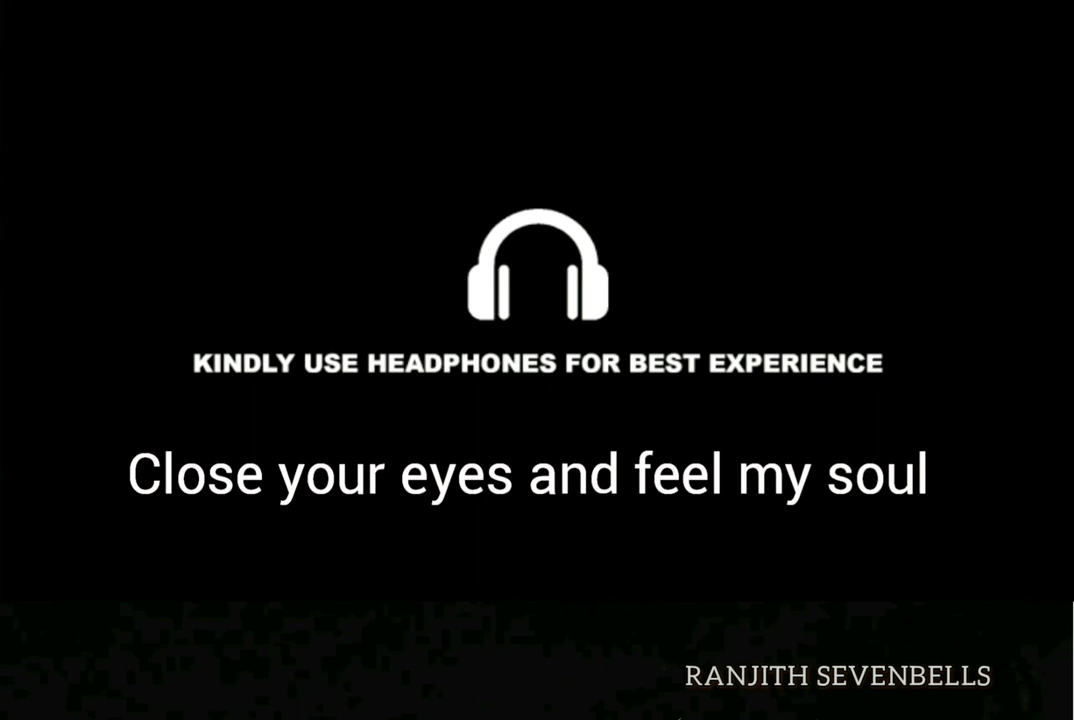 KINDLY USE HEADPHONES FOR BEST EXPERIENCE
Close your eyes and feel my soul
RANJITH SEVENBELLS